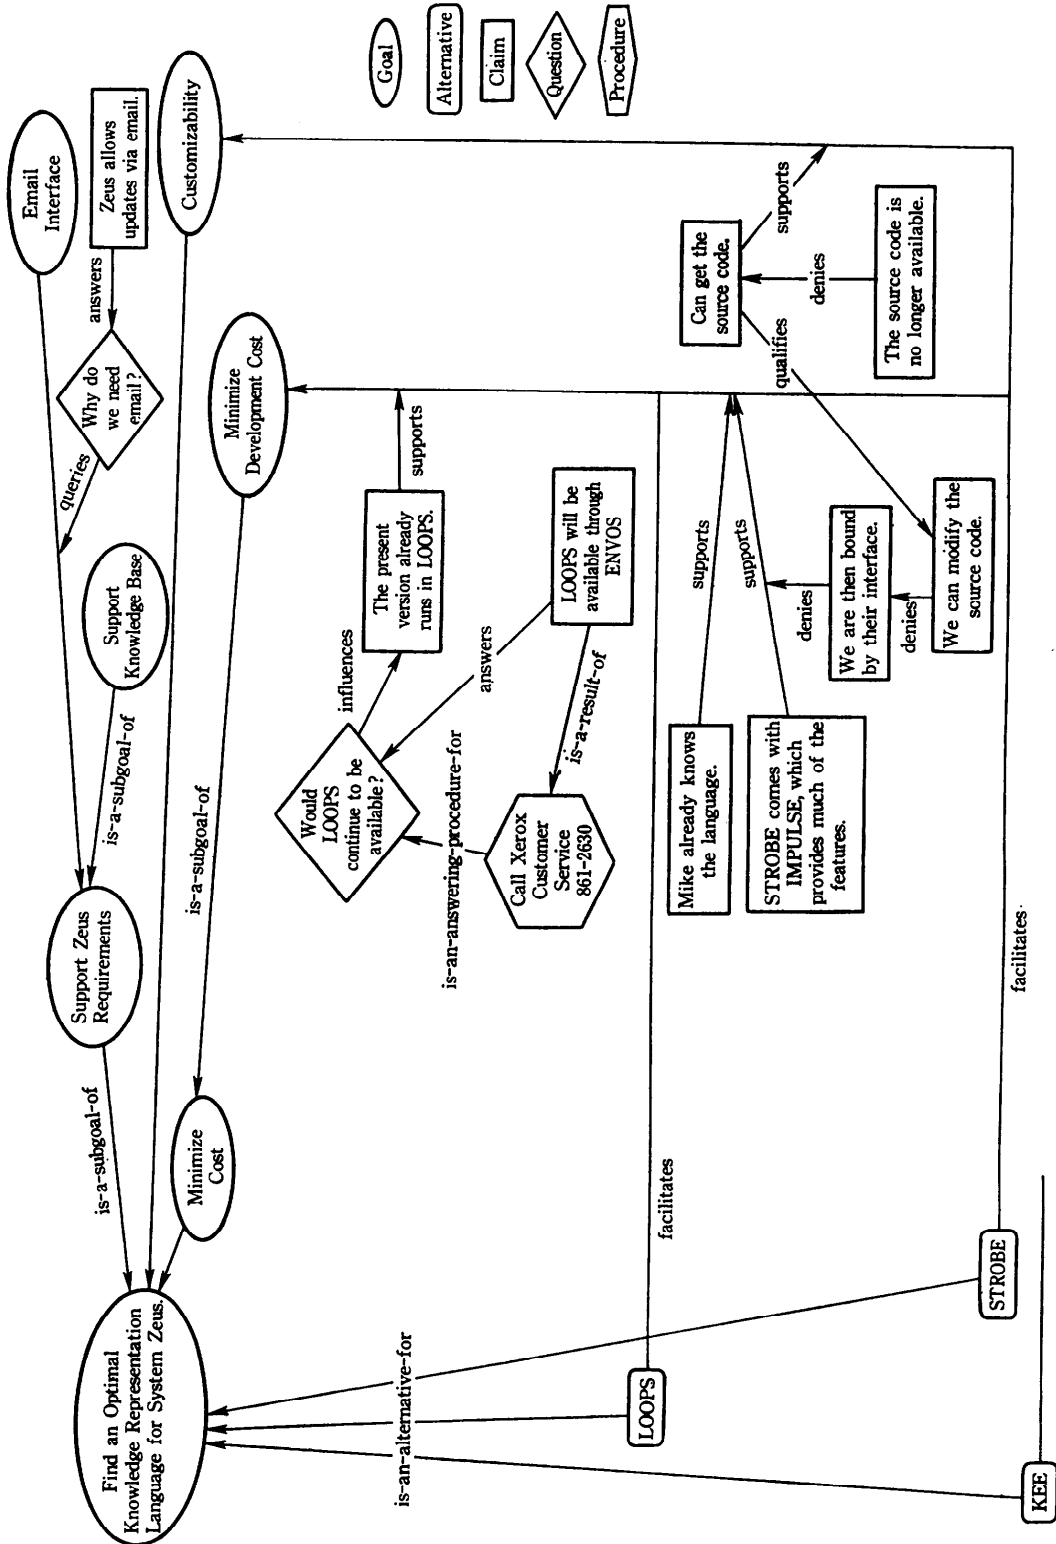 Find an Optimal
Knowledge Representation
Language for System Zeus.
is-a-subgoal-of
Support Zeus
Requirements
is-a-subgoal-of
Support
Knowledge Base
queries
Why do
we need
email?
answers
Zeus allows
updates via email.
Email
Interface
Customizability
Minimize
Cost
is-a-subgoal-of
Minimize
Development Cost
is-an-alternative-for
Would
LOOPS
continue to be
available?
influences
The present
version already
runs in LOOPS.
supports
is-an-answering-procedure-for
answers
Call Xerox
Customer
Service
861-2630
is-a-result-of
LOOPS will be
available through
ENVOS
LOOPS
facilitates
Mike already knows
the language.
supports
STROBE comes with
IMPULSE, which
provides much of the
features.
supports
denies
We are then bound
by their interface.
denies
We can modify the
source code.
qualifies
Can get the
source code.
supports
denies
The source code is
no longer available.
STROBE
facilitates
KEE
Goal
Alternative
Claim
Question
Procedure